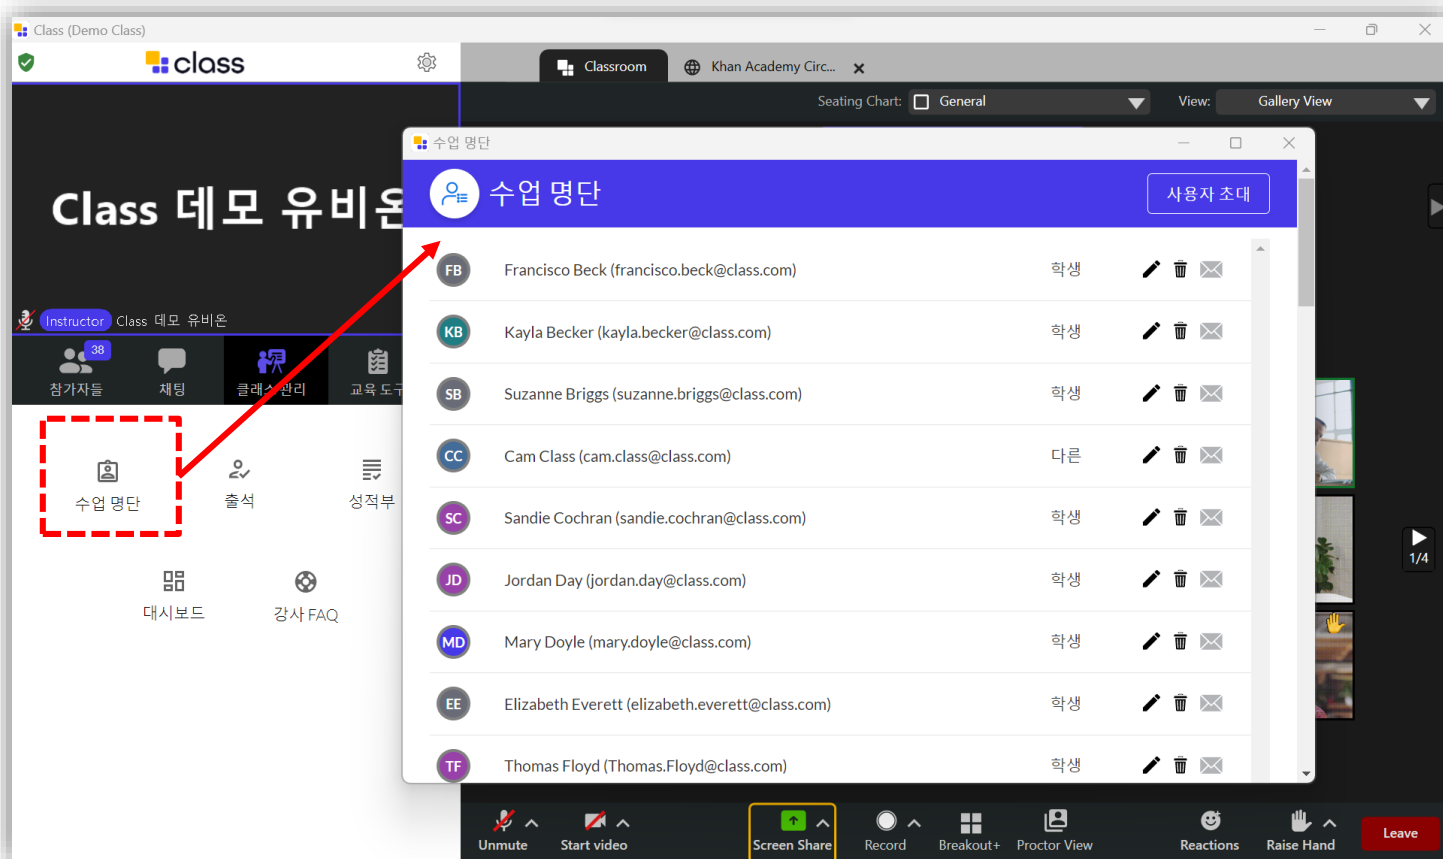 Class (Demo Class)
class
Classroom
Khan Academy Circ...
Seating Chart:
General
View:
Gallery View
Class 데모 유비온
Instructor
Class 데모 유비온
38
참가자들
채팅
클래스 관리
교육 도구
수업 명단
출석
성적부
대시보드
강사 FAQ
수업 명단
수업 명단
사용자 초대
FB Francisco Beck (francisco.beck@class.com) 학생
KB Kayla Becker (kayla.becker@class.com) 학생
SB Suzanne Briggs (suzanne.briggs@class.com) 학생
CC Cam Class (cam.class@class.com) 다른
SC Sandie Cochran (sandie.cochran@class.com) 학생
JD Jordan Day (jordan.day@class.com) 학생
MD Mary Doyle (mary.doyle@class.com) 학생
EE Elizabeth Everett (elizabeth.everett@class.com) 학생
TF Thomas Floyd (Thomas.Floyd@class.com) 학생
1/4
Unmute
Start video
Screen Share
Record
Breakout+
Proctor View
Reactions
Raise Hand
Leave